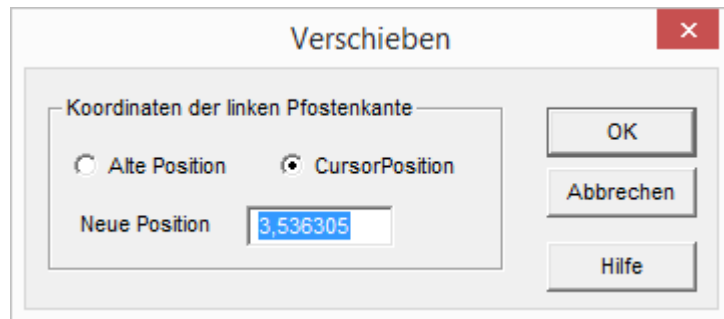 Verschieben
Koordinaten der linken Pfostenkante
Alte Position
CursorPosition
Neue Position
3,536305
OK
Abbrechen
Hilfe